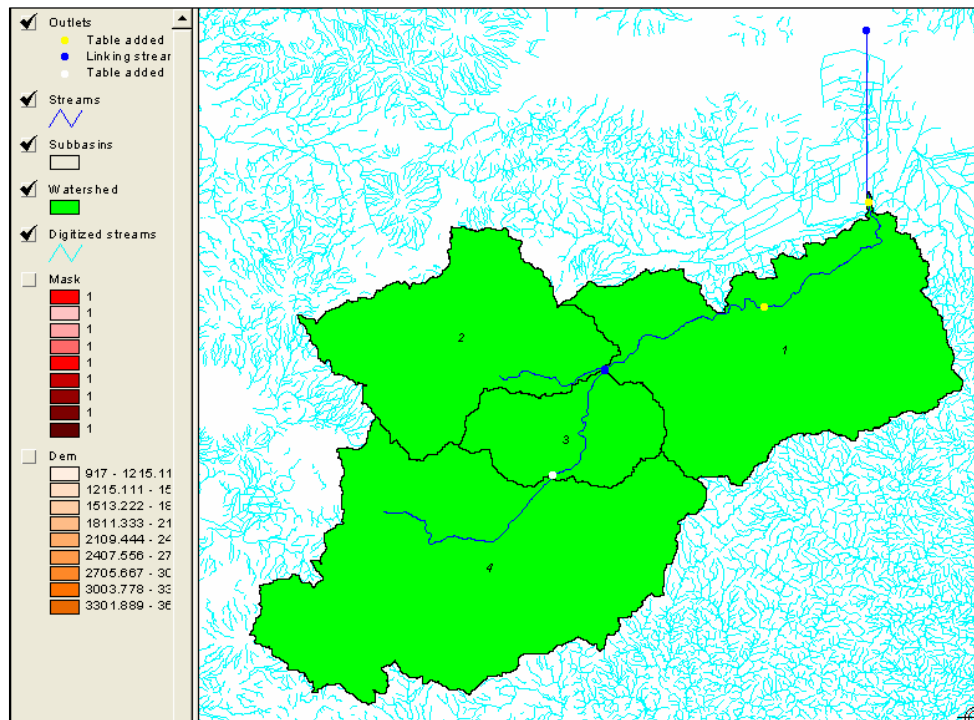 Outlets
Table added
Linking strear
Table added
Streams
Subbasins
Watershed
Digitized streams
Mask
1
1
1
1
1
1
1
1
1
Dem
917 - 1215.11
1215.111 - 15
1513.222 - 18
1811.333 - 21
2109.444 - 24
2407.556 - 27
2705.667 - 30
3003.778 - 33
3301.889 - 36
2
1
3
4